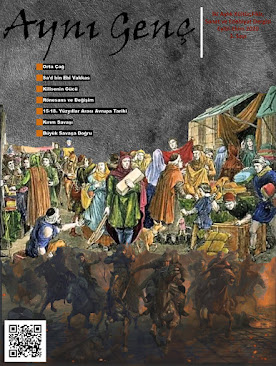 Aynı Genç
Orta Çağ
Sa'd bin Ebi Vakkas
Kilisenin Gücü
Rönesans ve Değişim
15-18. Yüzyıllar Arası Avrupa Tarihi
Kırım Savaşı
Büyük Savaşa Doğru